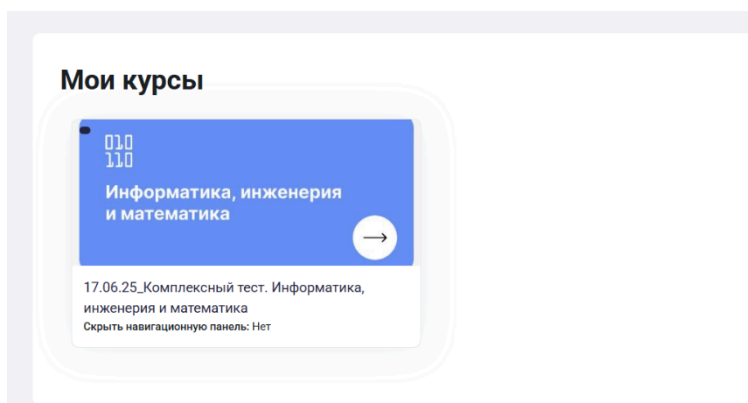 Мои курсы
010
110
Информатика, инженерия
и математика
17.06.25_Комплексный тест. Информатика,
инженерия и математика
Скрыть навигационную панель: Нет